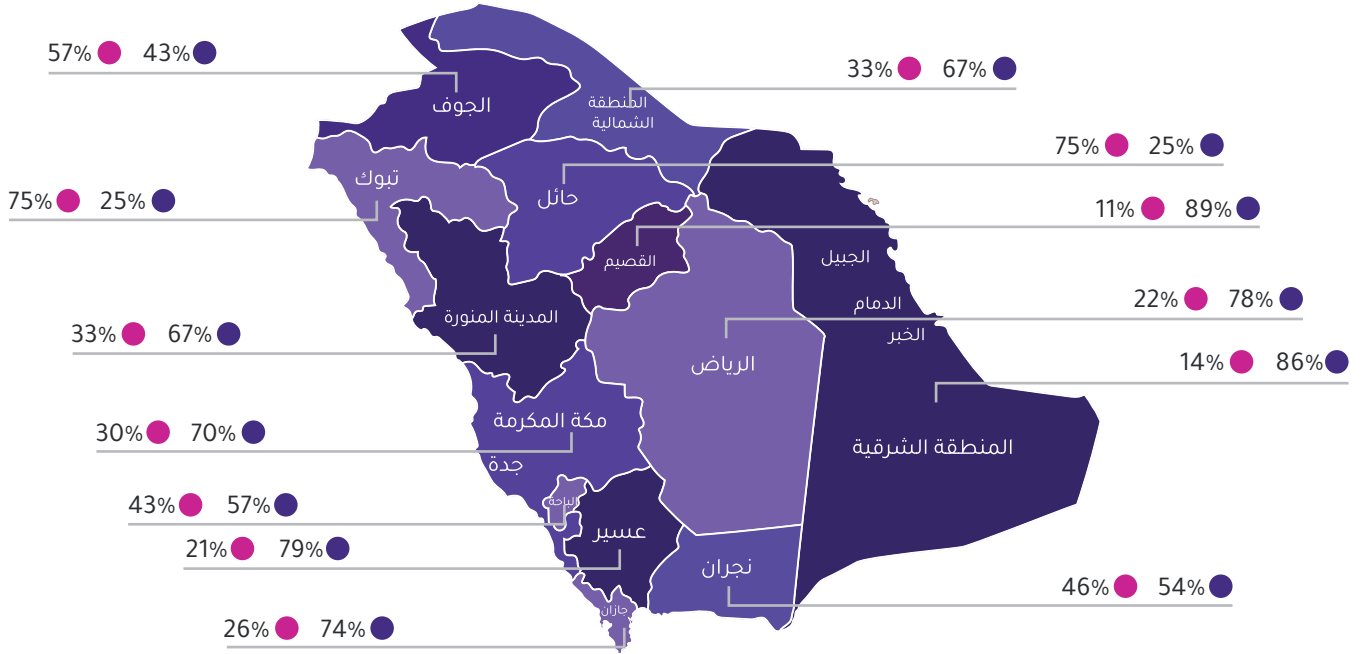 57% 43%
33% 67%
الجوف
المنطقة
الشمالية
75% 25%
تبوك
حائل
75% 25%
11% 89%
القصيم
الجبيل
22% 78%
الدمام
المدينة المنورة
33% 67%
الخبر
14% 86%
الرياض
مكة المكرمة
30% 70%
المنطقة الشرقية
جدة
43% 57%
الباحة
عسير
21% 79%
نجران
46% 54%
جازان
26% 74%